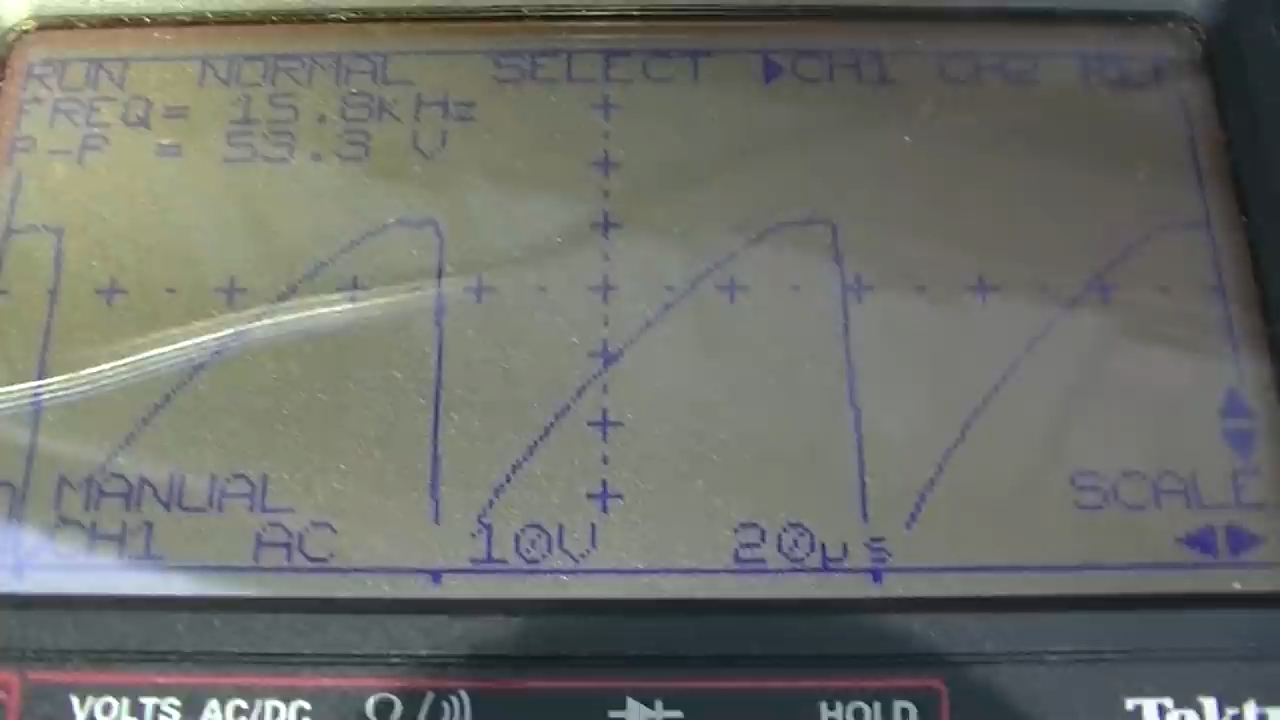 RUN NORMAL SELECT ▶CH1 CH2 REF
FREQ= 15.8kHz
P-P = 53.3 V
MANUAL SCALE
CH1 AC 10V 20µs
VOLTS AC/DC Ω HOLD